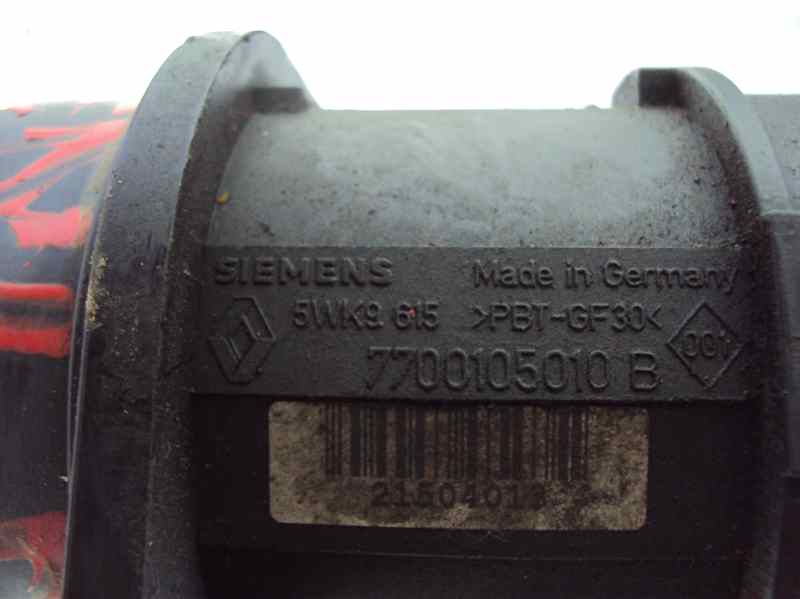 SIEMENS Made in Germany
5WK9 615 >PBT-GF30<
7700105010 B 001